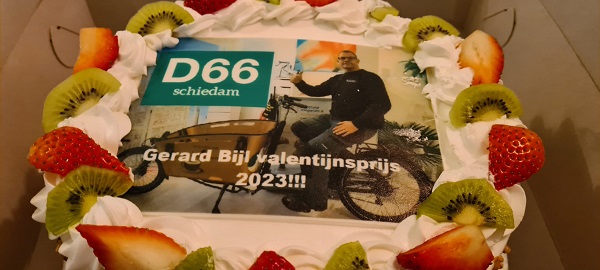 D66
schiedam
Gerard Bijl valentijnsprijs
2023!!!